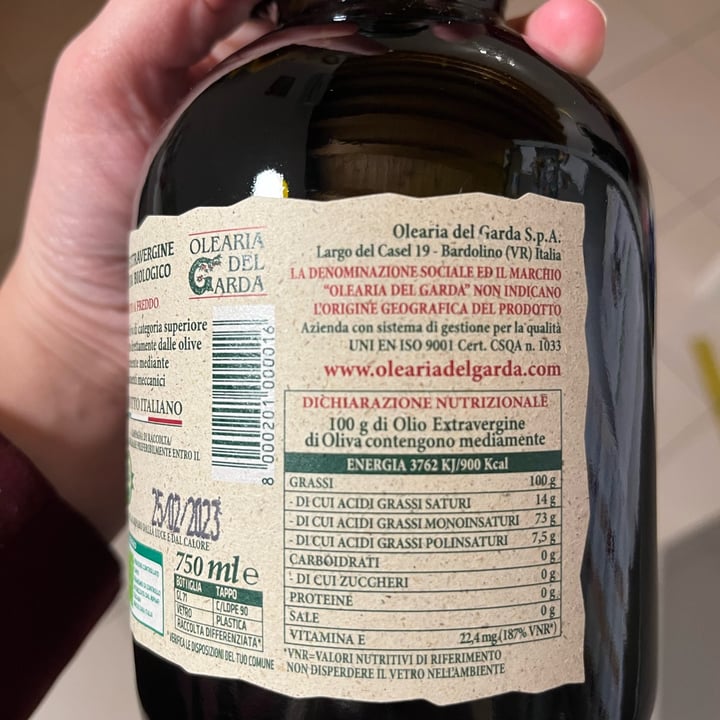 BIOLOGICO
A FREDDO
di categoria superiore
dalle olive
mediante
meccanici
ITALIANO
25/02/2023
OLEARIA
DEL
GARDA
8 000201 000016
750 ml e
BOTTIGLIA TAPPO
GL 71 C/LDPE 90
VETRO PLASTICA
RACCOLTA DIFFERENZIATA*
*VERIFICA LE DISPOSIZIONI DEL TUO COMUNE
Olearia del Garda S.p.A.
Largo del Casel 19 - Bardolino (VR) Italia
LA DENOMINAZIONE SOCIALE ED IL MARCHIO
"OLEARIA DEL GARDA" NON INDICANO
L'ORIGINE GEOGRAFICA DEL PRODOTTO
Azienda con sistema di gestione per la qualità
UNI EN ISO 9001 Cert. CSQA n. 1033
www.oleariadelgarda.com
DICHIARAZIONE NUTRIZIONALE
100 g di Olio Extravergine
di Oliva contengono mediamente
ENERGIA 3762 KJ/900 Kcal
GRASSI 100 g
- DI CUI ACIDI GRASSI SATURI 14 g
- DI CUI ACIDI GRASSI MONOINSATURI 73 g
- DI CUI ACIDI GRASSI POLINSATURI 7,5 g
CARBOIDRATI 0 g
- DI CUI ZUCCHERI 0 g
PROTEINE 0 g
SALE 0 g
VITAMINA E 22,4 mg (187% VNR*)
*VNR=VALORI NUTRITIVI DI RIFERIMENTO
NON DISPERDERE IL VETRO NELL'AMBIENTE